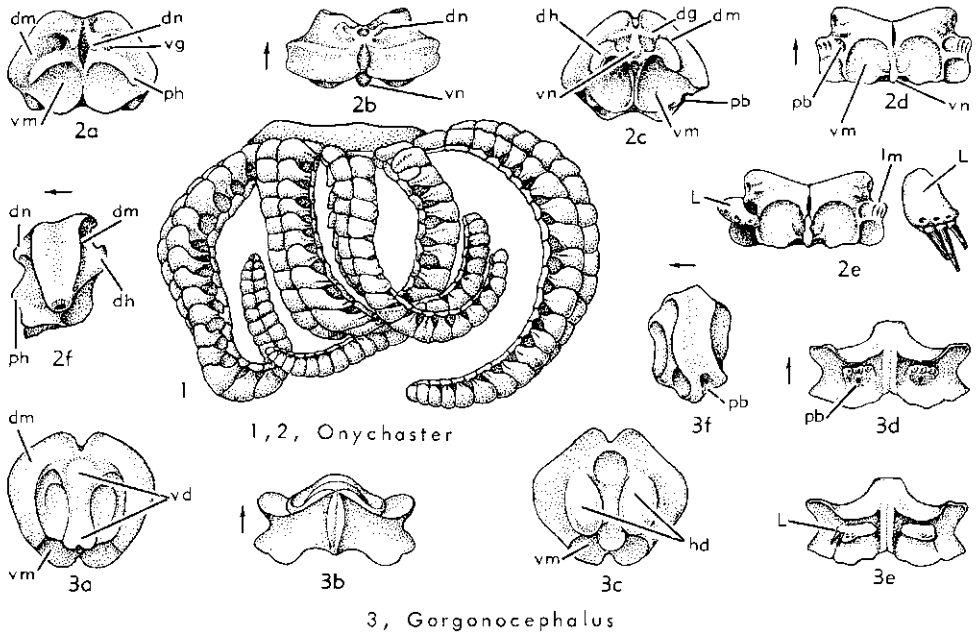 dm dn vg ph vm 2a
dn vn 2b
dh dg dm vn pb vm 2c
pb vm vn 2d
dn dm dh ph 2f
L lm L 2e
1
1,2, Onychaster
pb 3f
pb 3d
dm vd vm 3a
3b
vm hd 3c
L 3e
3, Gorgonocephalus